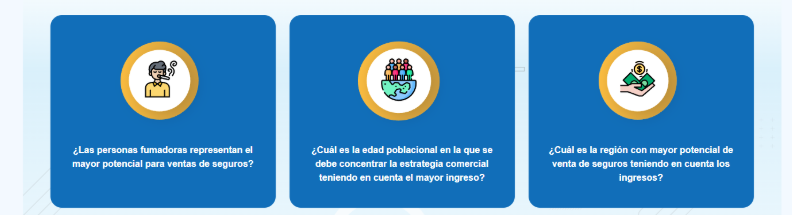 ¿Las personas fumadoras representan el
mayor potencial para ventas de seguros?
¿Cuál es la edad poblacional en la que se
debe concentrar la estrategia comercial
teniendo en cuenta el mayor ingreso?
¿Cuál es la región con mayor potencial de
venta de seguros teniendo en cuenta los
ingresos?